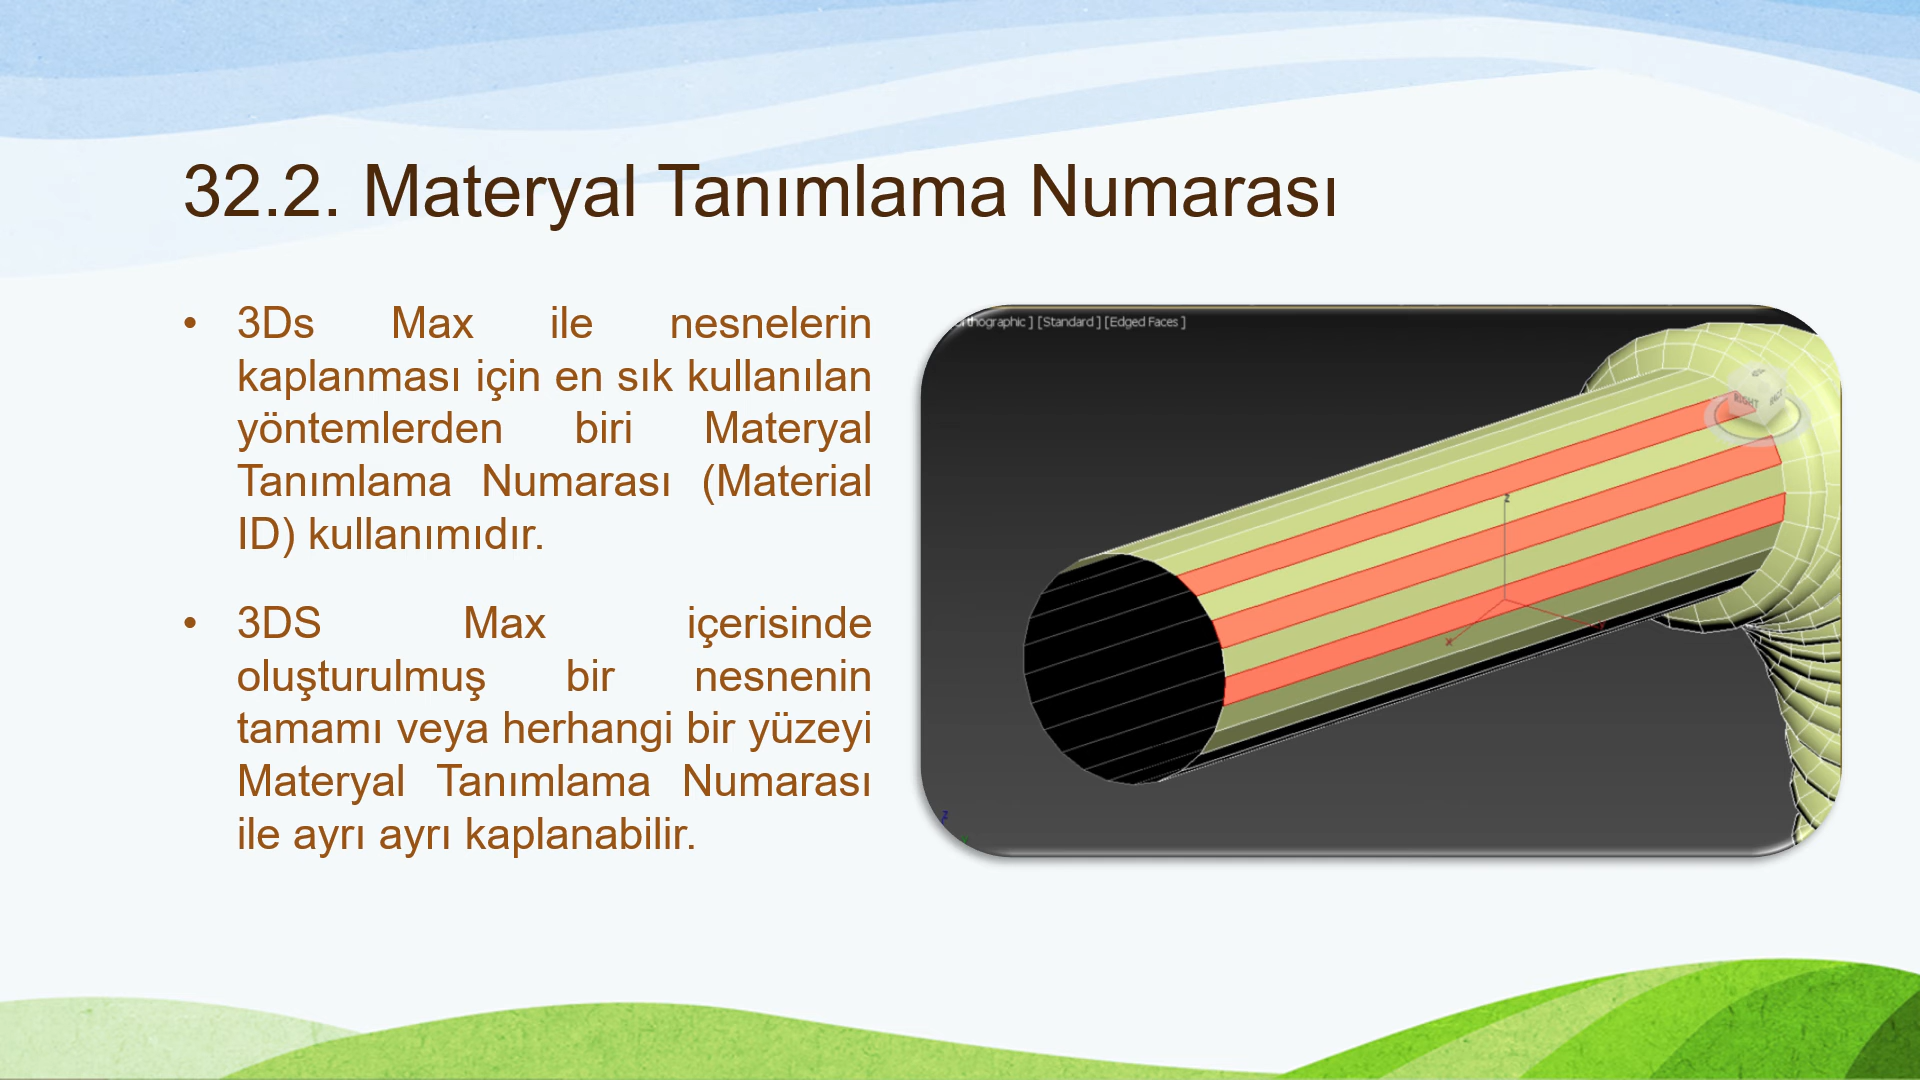 32.2. Materyal Tanımlama Numarası
• 3Ds Max ile nesnelerin
kaplanması için en sık kullanılan
yöntemlerden biri Materyal
Tanımlama Numarası (Material
ID) kullanımıdır.
• 3DS Max içerisinde
oluşturulmuş bir nesnenin
tamamı veya herhangi bir yüzeyi
Materyal Tanımlama Numarası
ile ayrı ayrı kaplanabilir.
thographic ] [Standard ] [Edged Faces ]
RIGHT
z
x
y
z